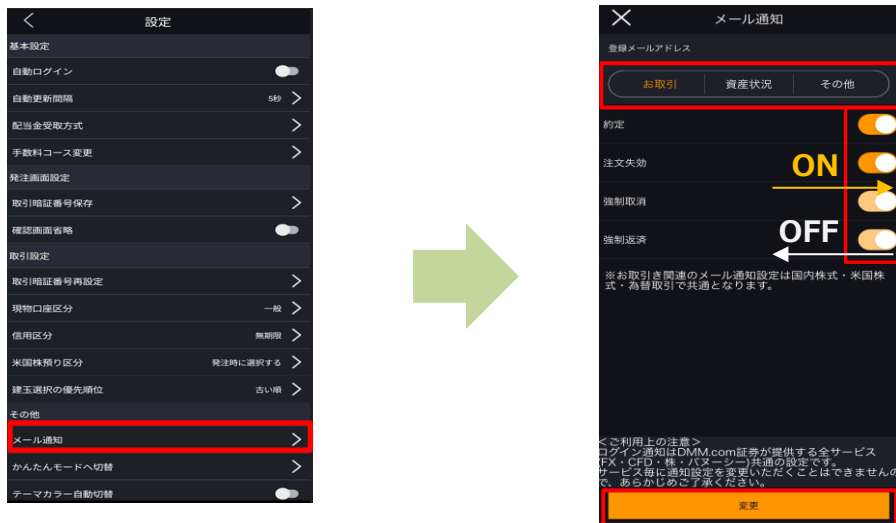 設定
基本設定
自動ログイン
自動更新間隔 5秒
配当金受取方式
手数料コース変更
発注画面設定
取引暗証番号保存
確認画面省略
取引設定
取引暗証番号再設定
現物口座区分 一般
信用区分 無期限
米国株預り区分 発注時に選択する
建玉選択の優先順位 古い順
その他
メール通知
かんたんモードへ切替
テーマカラー自動切替
メール通知
登録メールアドレス
お取引 資産状況 その他
約定
注文失効
ON
強制取消
強制返済
OFF
※お取引き関連のメール通知設定は国内株式・米国株
式・為替取引で共通となります。
<ご利用上の注意>
ログイン通知はDMM.com証券が提供する全サービス
(FX・CFD・株・バヌーシー)共通の設定です。
サービス毎に通知設定を変更いただくことはできませんの
で、あらかじめご了承ください。
変更